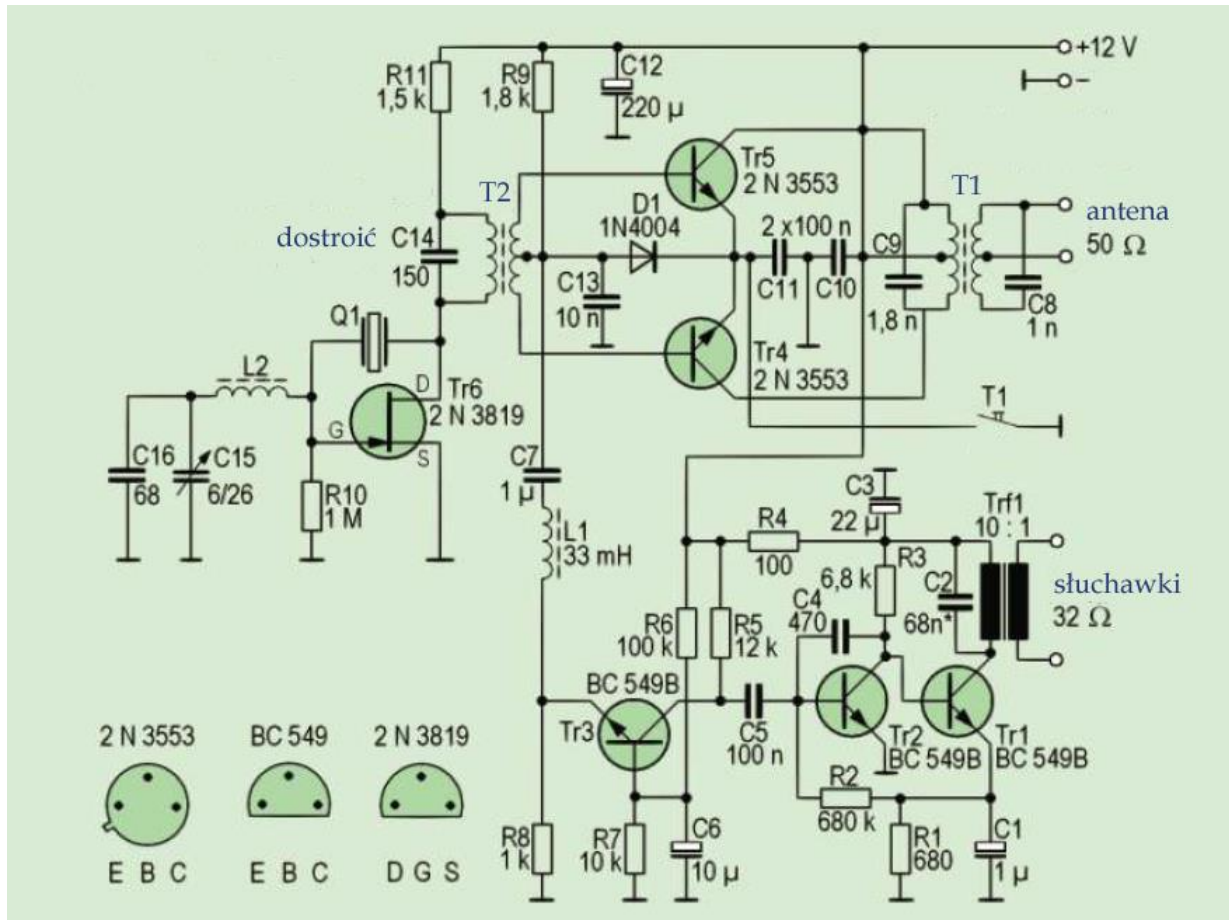 +12 V
−
R11
1,5 k
R9
1,8 k
C12
220 µ
Tr5
2 N 3553
T2
T1
D1
1N4004
2 x100 n
antena
50 Ω
dostroić
C14
150
C9
C13
10 n
C11
C10
1,8 n
C8
1 n
Q1
Tr4
2 N 3553
L2
D
Tr6
2 N 3819
T1
G
S
C16
68
C15
6/26
R10
1 M
C7
1 µ
C3
22 µ
Trf1
10 : 1
L1
33 mH
R4
100
R3
6,8 k
C2
68n*
słuchawki
32 Ω
C4
470
R6
100 k
R5
12 k
BC 549B
Tr3
C5
100 n
Tr2
BC 549B
Tr1
BC 549B
2 N 3553
BC 549
2 N 3819
R2
680 k
R8
1 k
R7
10 k
C6
10 µ
R1
680
C1
1 µ
E B C
E B C
D G S